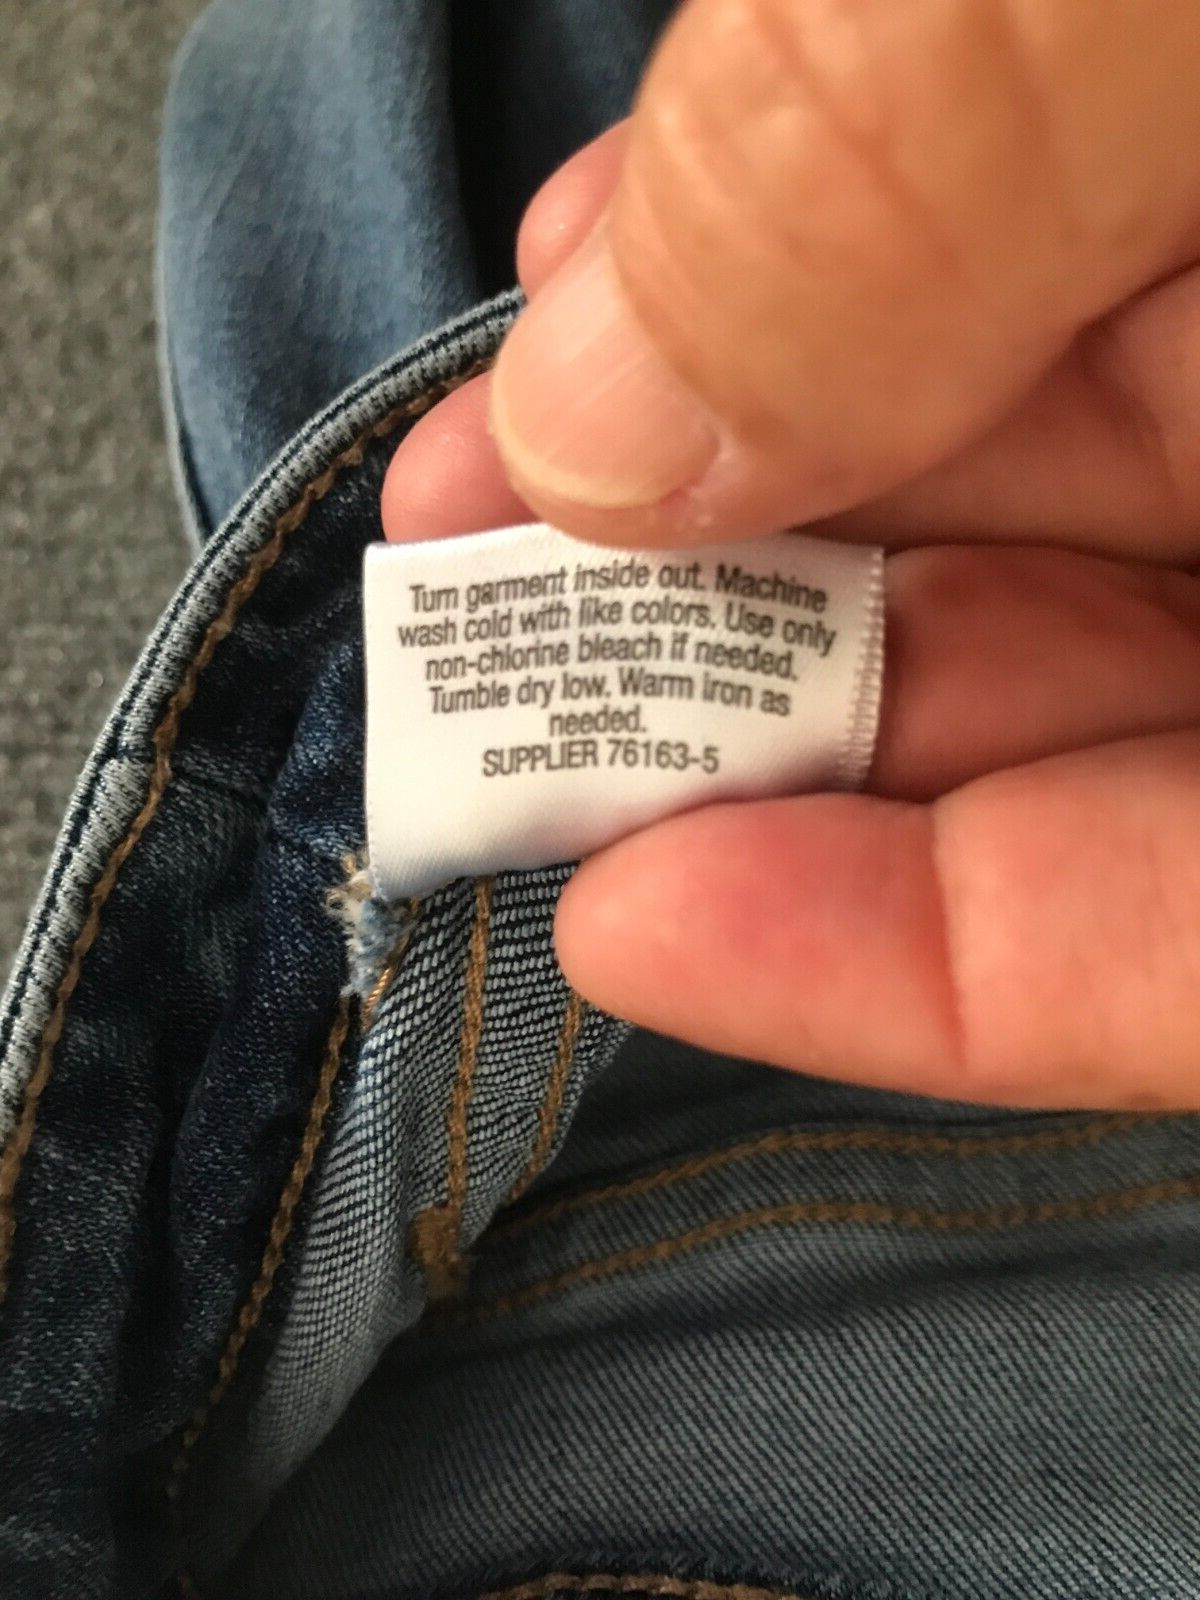 Turn garment inside out. Machine
wash cold with like colors. Use only
non-chlorine bleach if needed.
Tumble dry low. Warm iron as
needed.
SUPPLIER 76163-5